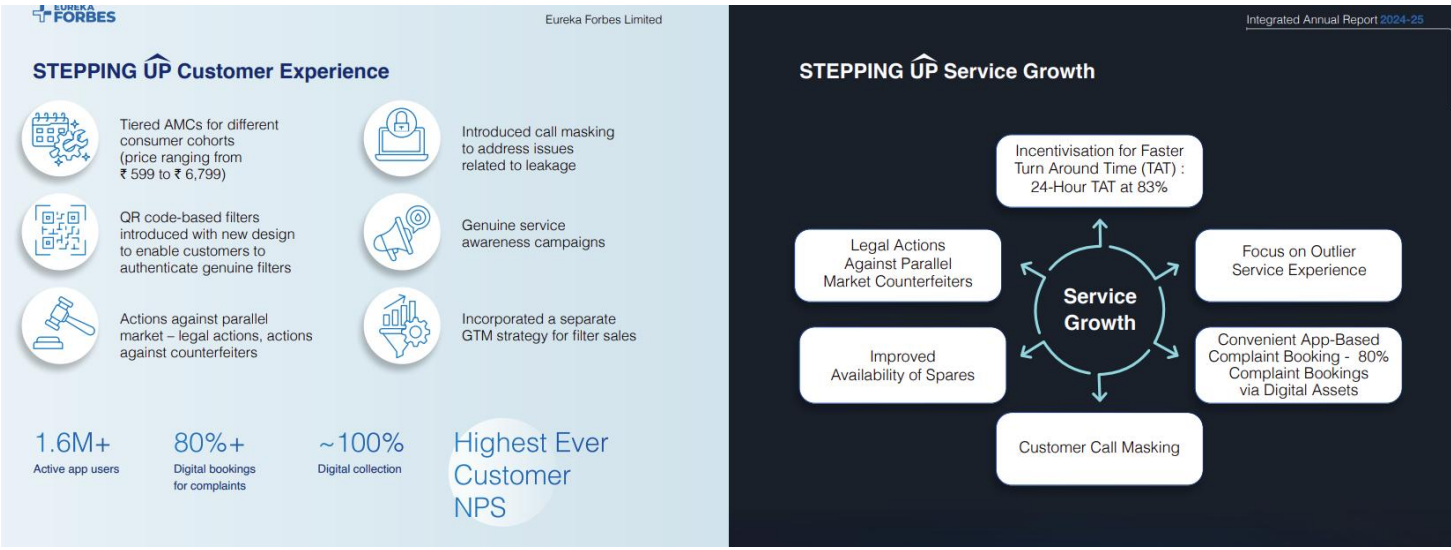 EUREKA
FORBES
Eureka Forbes Limited
STEPPING UP Customer Experience
Tiered AMCs for different
consumer cohorts
(price ranging from
₹ 599 to ₹ 6,799)
Introduced call masking
to address issues
related to leakage
QR code-based filters
introduced with new design
to enable customers to
authenticate genuine filters
Genuine service
awareness campaigns
Actions against parallel
market – legal actions, actions
against counterfeiters
Incorporated a separate
GTM strategy for filter sales
1.6M+
Active app users
80%+
Digital bookings
for complaints
~100%
Digital collection
Highest Ever
Customer
NPS
Integrated Annual Report 2024-25
STEPPING UP Service Growth
Incentivisation for Faster
Turn Around Time (TAT) :
24-Hour TAT at 83%
Legal Actions
Against Parallel
Market Counterfeiters
Focus on Outlier
Service Experience
Service
Growth
Improved
Availability of Spares
Convenient App-Based
Complaint Booking - 80%
Complaint Bookings
via Digital Assets
Customer Call Masking